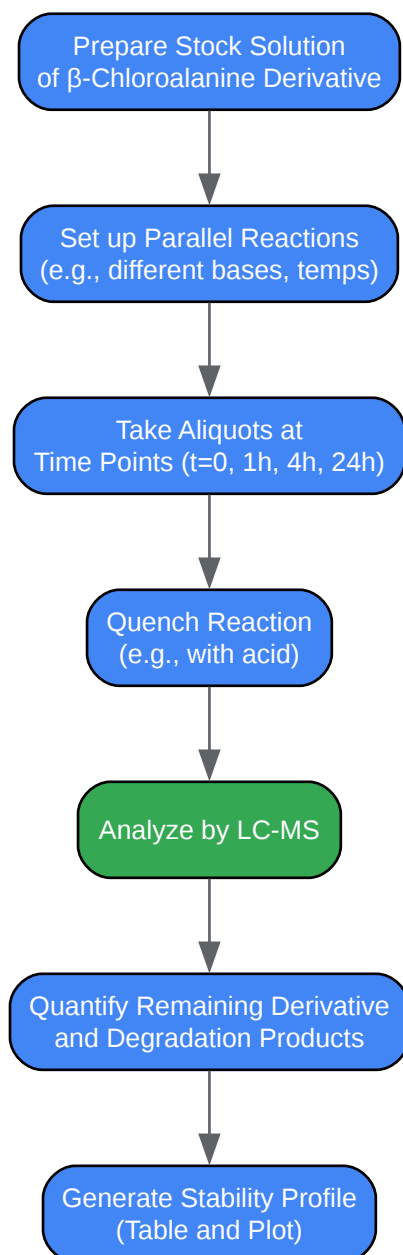 Prepare Stock Solution
of β-Chloroalanine Derivative
Set up Parallel Reactions
(e.g., different bases, temps)
Take Aliquots at
Time Points (t=0, 1h, 4h, 24h)
Quench Reaction
(e.g., with acid)
Analyze by LC-MS
Quantify Remaining Derivative
and Degradation Products
Generate Stability Profile
(Table and Plot)